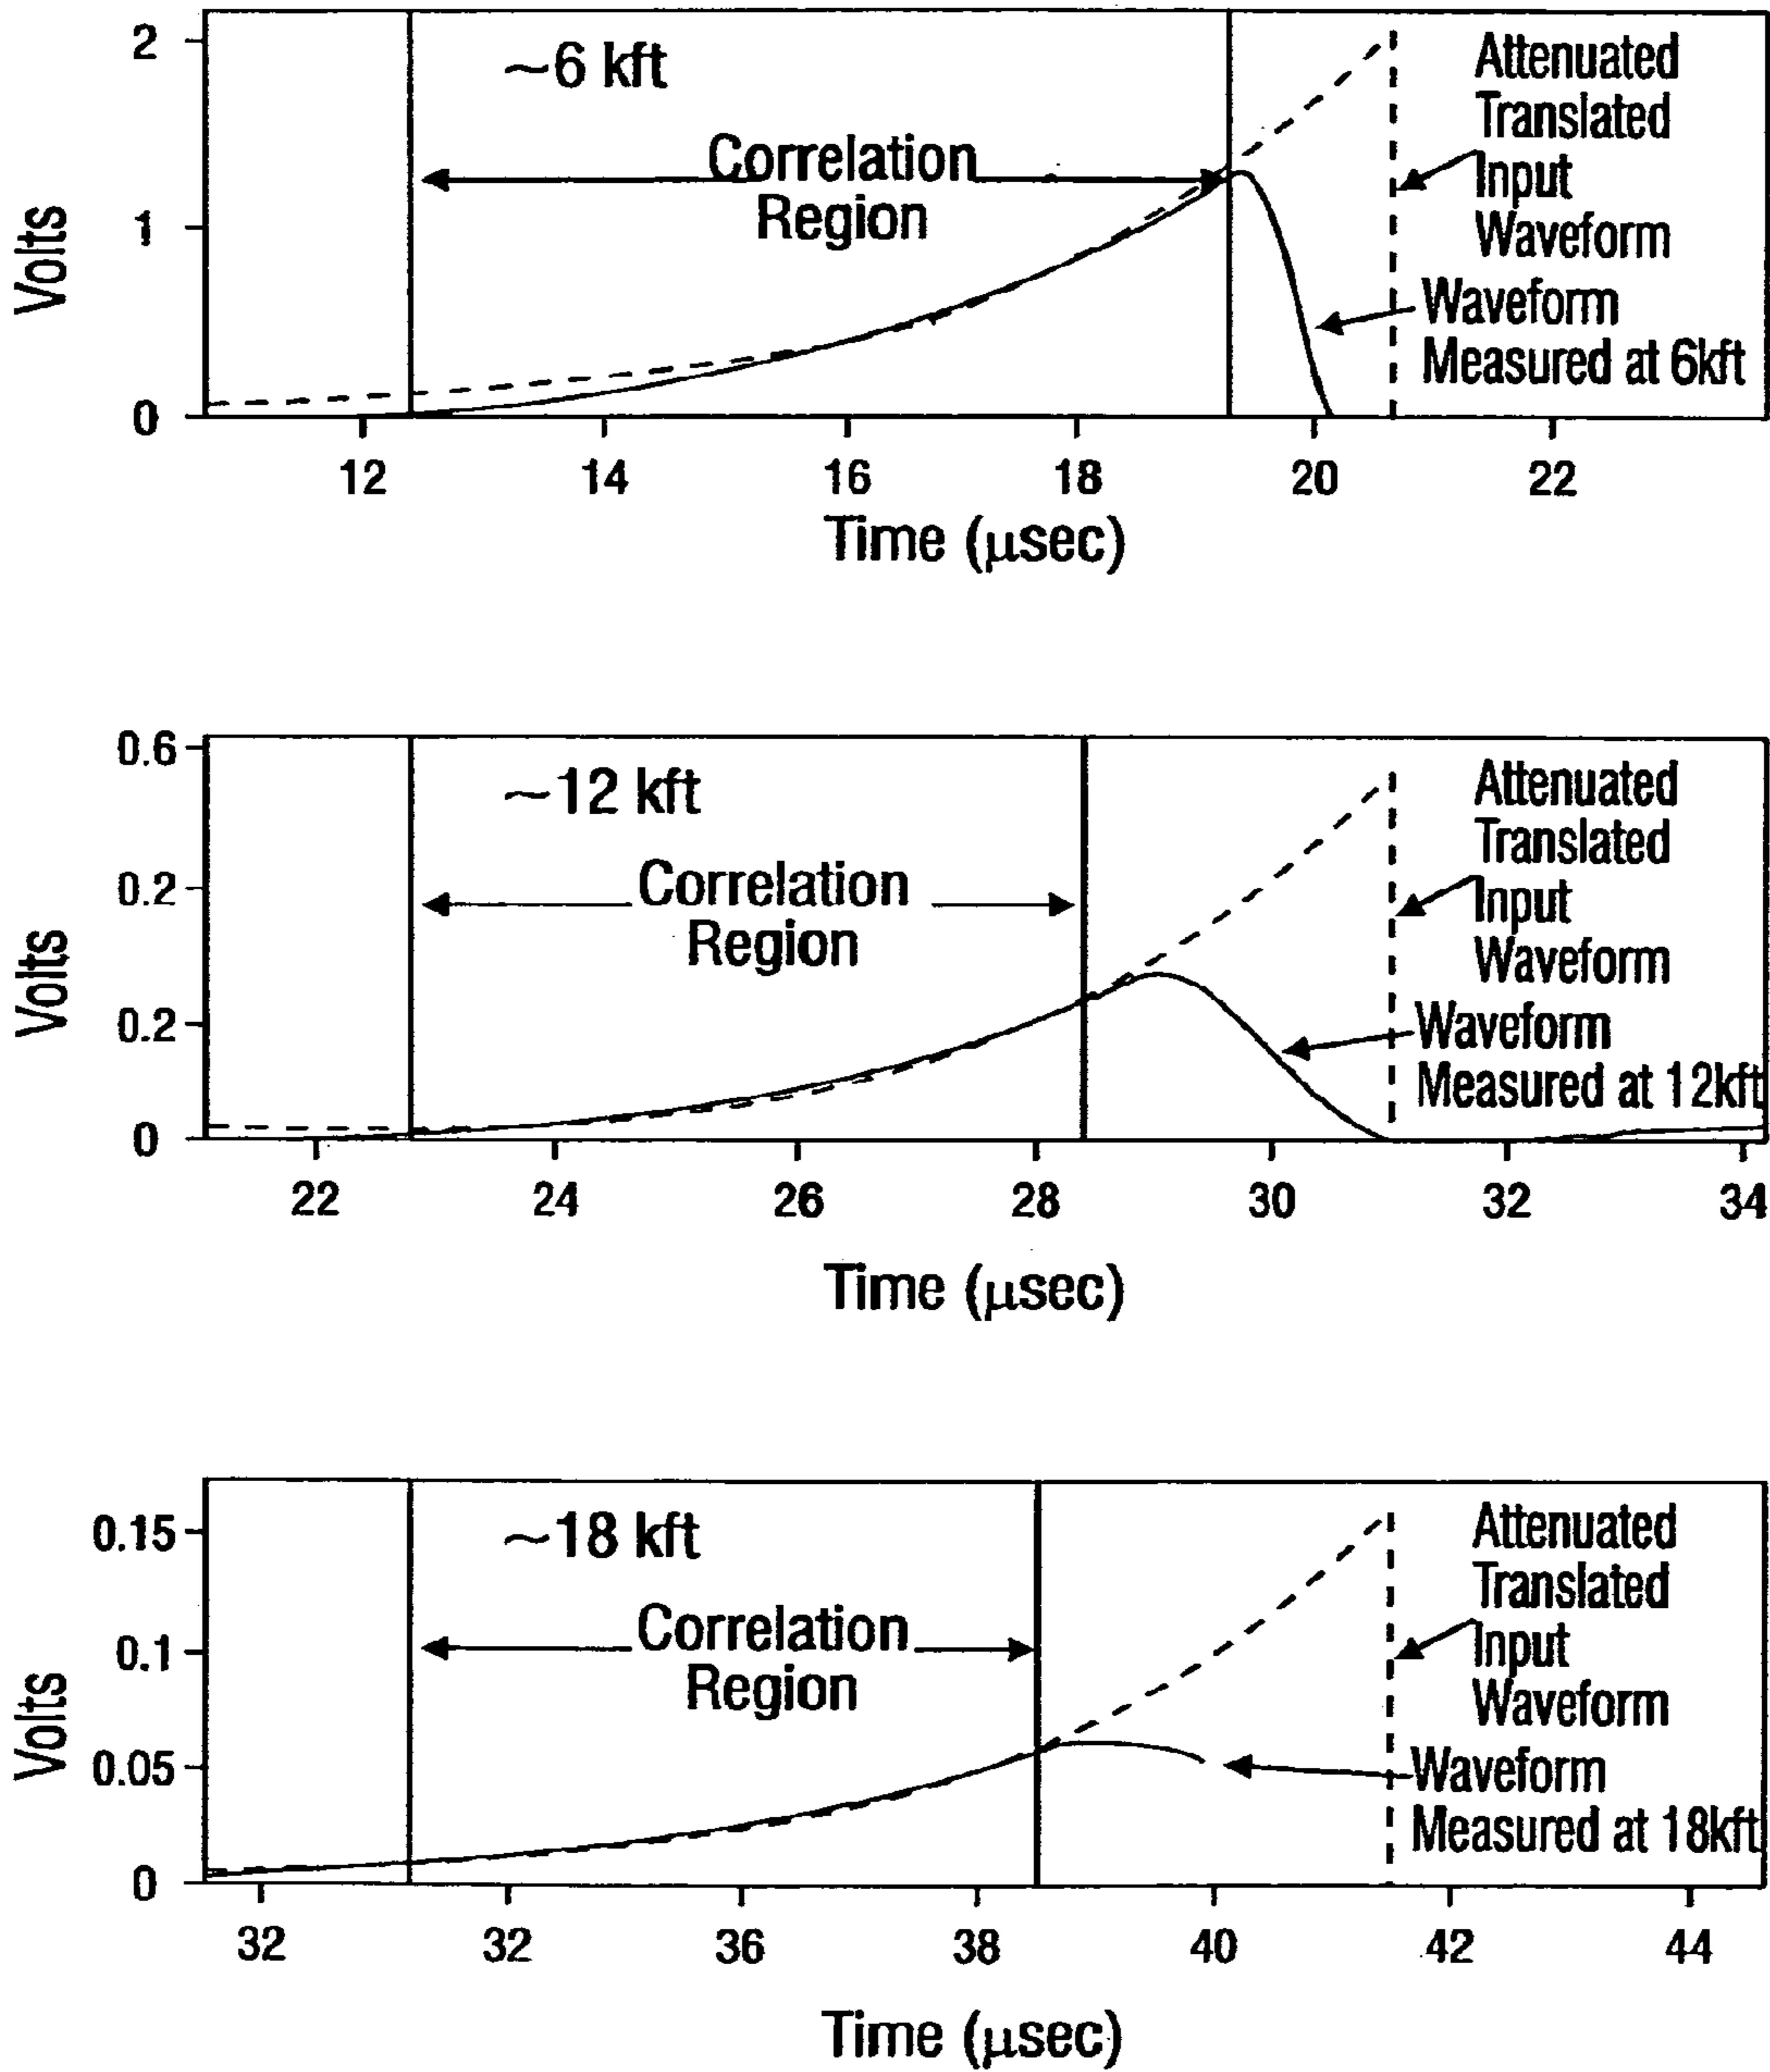 2
~6 kft
Correlation
Region
Attenuated
Translated
Input
Waveform
Waveform
Measured at 6kft
Volts
1
0
12
14
16
18
20
22
Time (μsec)
0.6
~12 kft
Correlation
Region
Attenuated
Translated
Input
Waveform
Waveform
Measured at 12kft
Volts
0.2
0.2
0
22
24
26
28
30
32
34
Time (μsec)
0.15
~18 kft
Correlation
Region
Attenuated
Translated
Input
Waveform
Waveform
Measured at 18kft
Volts
0.1
0.05
0
32
32
36
38
40
42
44
Time (μsec)